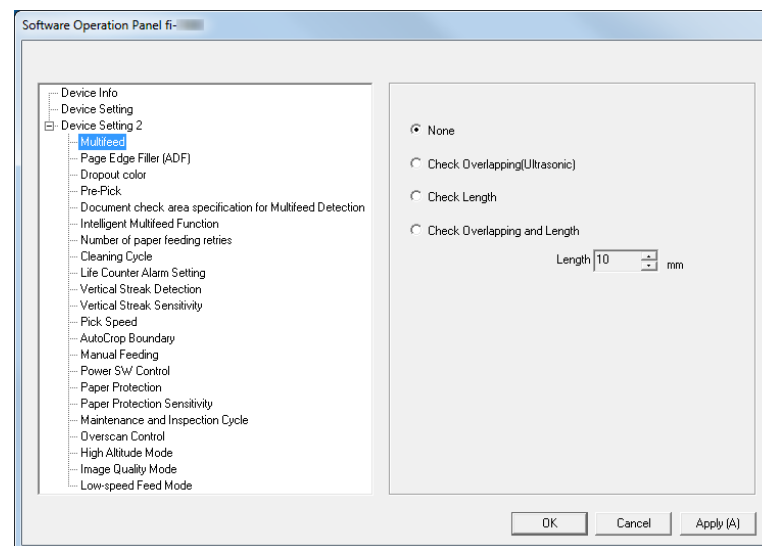 Software Operation Panel fi-
Device Info
Device Setting
Device Setting 2
Multifeed
Page Edge Filler (ADF)
Dropout color
Pre-Pick
Document check area specification for Multifeed Detection
Intelligent Multifeed Function
Number of paper feeding retries
Cleaning Cycle
Life Counter Alarm Setting
Vertical Streak Detection
Vertical Streak Sensitivity
Pick Speed
AutoCrop Boundary
Manual Feeding
Power SW Control
Paper Protection
Paper Protection Sensitivity
Maintenance and Inspection Cycle
Overscan Control
High Altitude Mode
Image Quality Mode
Low-speed Feed Mode
None
Check Overlapping(Ultrasonic)
Check Length
Check Overlapping and Length
Length 10 mm
OK Cancel Apply (A)